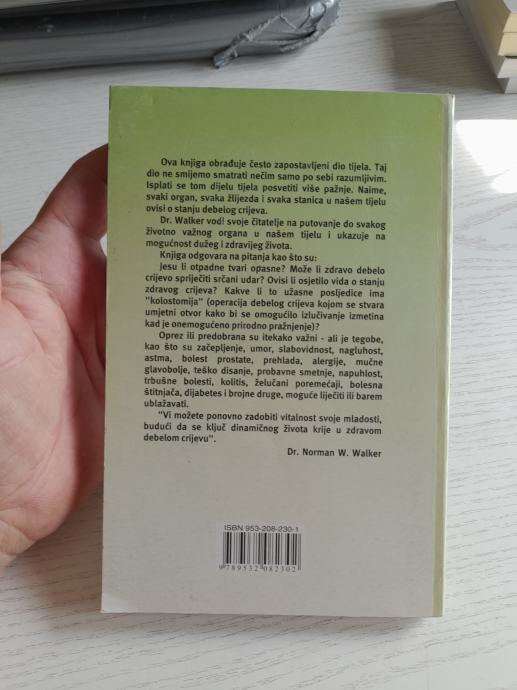 Ova knjiga obrađuje često zapostavljeni dio tijela. Taj
dio ne smijemo smatrati nečim samo po sebi razumljivim.
Isplati se tom dijelu tijela posvetiti više pažnje. Naime,
svaki organ, svaka žlijezda i svaka stanica u našem tijelu
ovisi o stanju debelog crijeva.
Dr. Walker vodi svoje čitatelje na putovanje do svakog
životno važnog organa u našem tijelu i ukazuje na
mogućnost dužeg i zdravijeg života.
Knjiga odgovara na pitanja kao što su:
Jesu li otpadne tvari opasne? Može li zdravo debelo
crijevo spriječiti srčani udar? Ovisi li osjetilo vida o stanju
zdravog crijeva? Kakve li to užasne posljedice ima
"kolostomija" (operacija debelog crijeva kojom se stvara
umjetni otvor kako bi se omogućilo izlučivanje izmetina
kad je onemogućeno prirodno pražnjenje)?
Oprez ili predobrana su itekako važni - ali je tegobe,
kao što su začepljenje, umor, slabovidnost, nagluhost,
astma, bolest prostate, prehlada, alergije, mučne
glavobolje, teško disanje, probavne smetnje, napuhlost,
trbušne bolesti, kolitis, želučani poremećaji, bolesna
štitnjača, dijabetes i brojne druge, moguće liječiti ili barem
ublažavati.
"Vi možete ponovno zadobiti vitalnost svoje mladosti,
budući da se ključ dinamičnog života krije u zdravom
debelom crijevu".
Dr. Norman W. Walker
ISBN 953-208-230-1
9 789532 082302